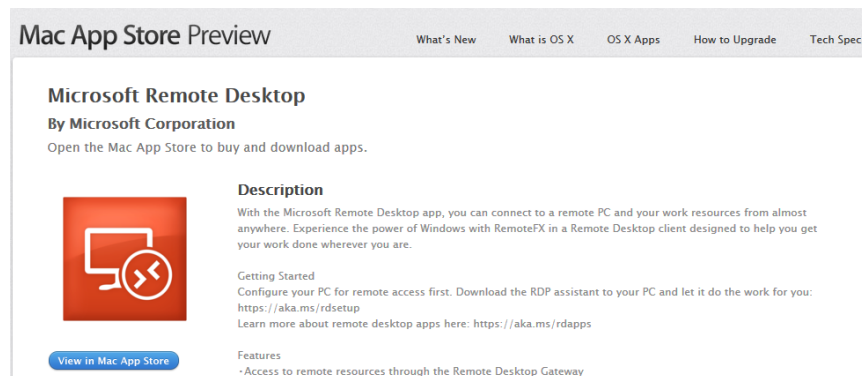 Mac App Store Preview
What's New What is OS X OS X Apps How to Upgrade Tech Spec
Microsoft Remote Desktop
By Microsoft Corporation
Open the Mac App Store to buy and download apps.
Description
With the Microsoft Remote Desktop app, you can connect to a remote PC and your work resources from almost
anywhere. Experience the power of Windows with RemoteFX in a Remote Desktop client designed to help you get
your work done wherever you are.
Getting Started
Configure your PC for remote access first. Download the RDP assistant to your PC and let it do the work for you:
https://aka.ms/rdsetup
Learn more about remote desktop apps here: https://aka.ms/rdapps
View in Mac App Store
Features
·Access to remote resources through the Remote Desktop Gateway